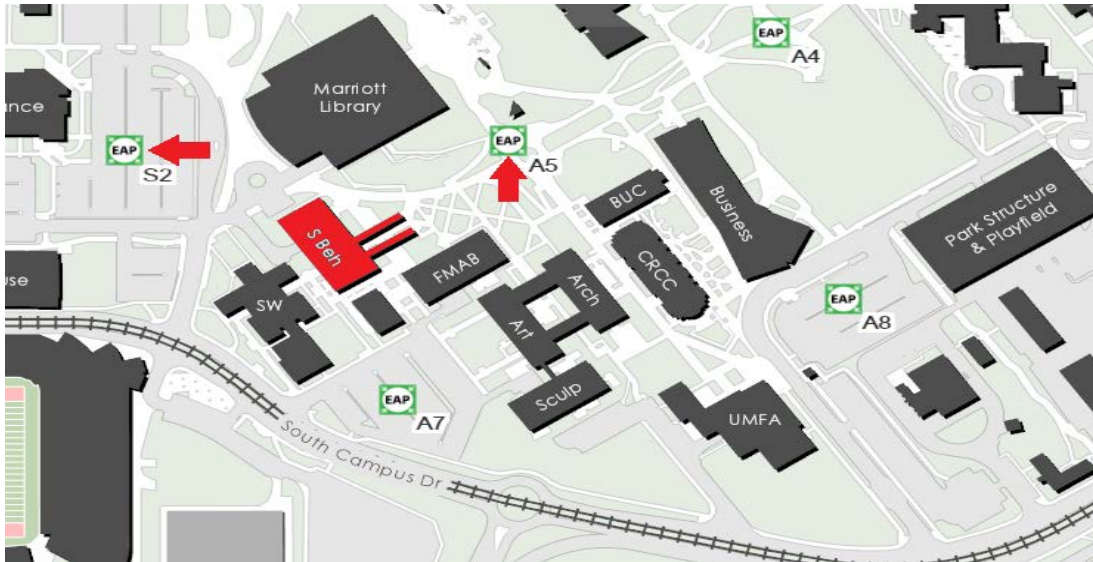 EAP
A4
Marriott
Library
ance
EAP
S2
EAP
A5
BUC
Business
Park Structure
& Playfield
S Beh
FMAB
CRCC
Arch
Art
SW
use
EAP
A8
EAP
A7
Sculp
UMFA
South Campus Dr